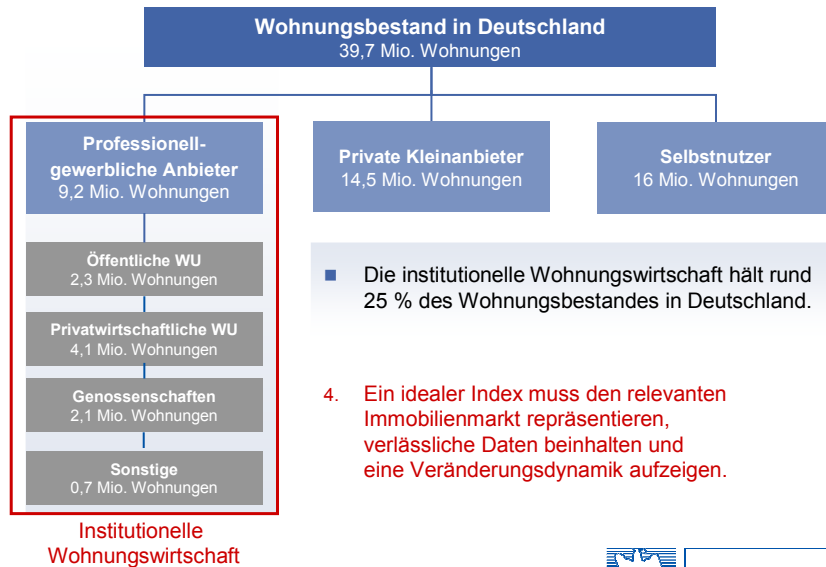 Wohnungsbestand in Deutschland
39,7 Mio. Wohnungen
Professionell-
gewerbliche Anbieter
9,2 Mio. Wohnungen
Private Kleinanbieter
14,5 Mio. Wohnungen
Selbstnutzer
16 Mio. Wohnungen
Öffentliche WU
2,3 Mio. Wohnungen
Privatwirtschaftliche WU
4,1 Mio. Wohnungen
Genossenschaften
2,1 Mio. Wohnungen
Sonstige
0,7 Mio. Wohnungen
Institutionelle
Wohnungswirtschaft
Die institutionelle Wohnungswirtschaft hält rund
25 % des Wohnungsbestandes in Deutschland.
4. Ein idealer Index muss den relevanten
Immobilienmarkt repräsentieren,
verlässliche Daten beinhalten und
eine Veränderungsdynamik aufzeigen.